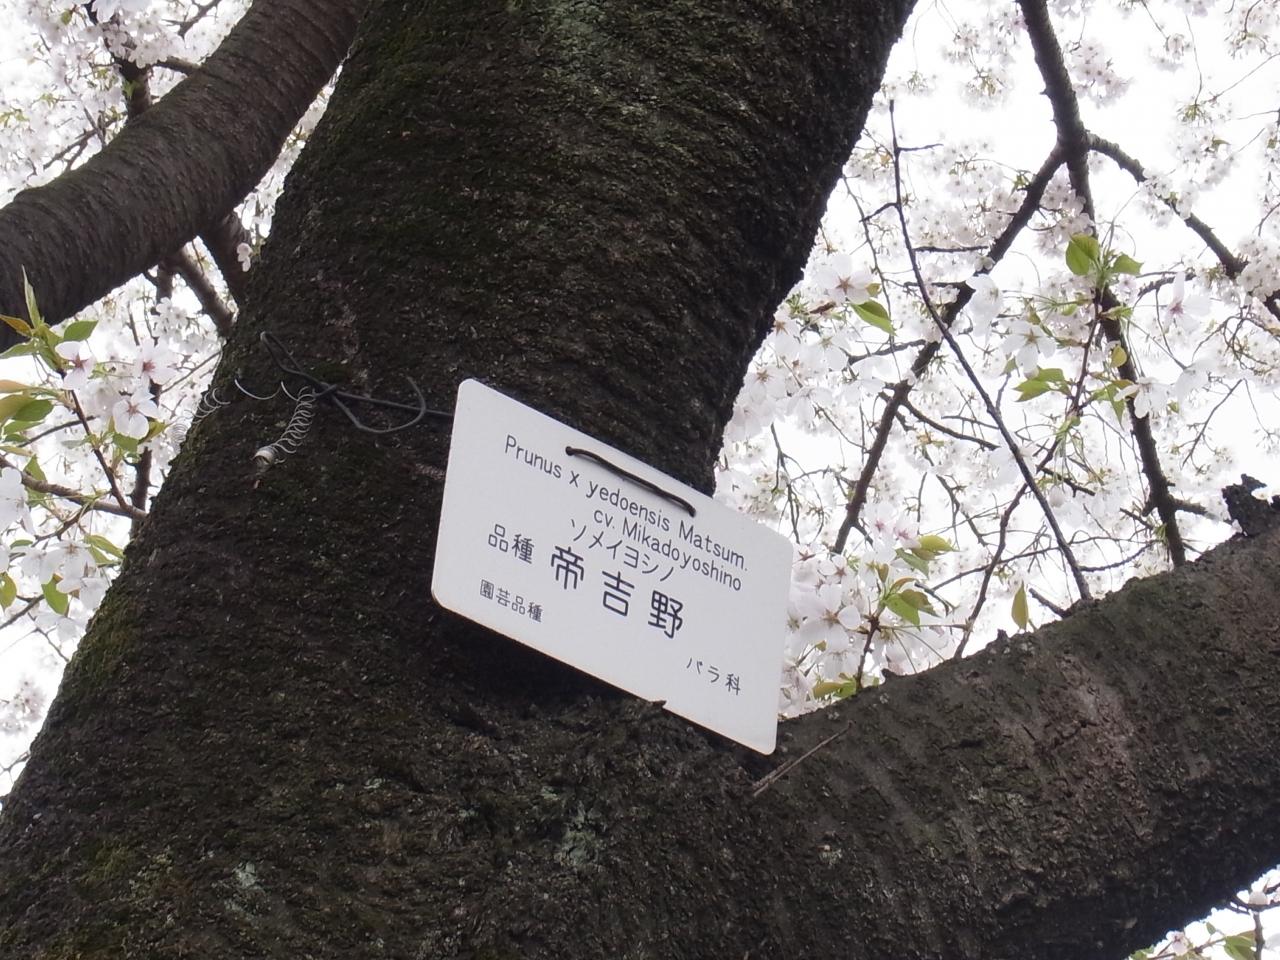 Prunus x yedoensis Matsum.
cv. Mikadoyoshino
ソメイヨシノ
品種 帝吉野
園芸品種
バラ科